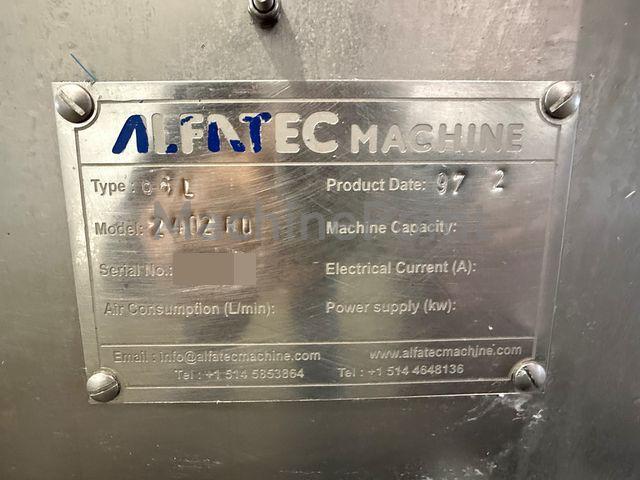 ALFATEC MACHINE
Type: L
Product Date: 97 2
Model: 2402
Machine Capacity:
Serial No.:
Electrical Current (A):
Air Consumption (L/min):
Power supply (kw):
Email : info@alfatecmachine.com
www.alfatecmachine.com
Tel : +1 514 5853864
Tel : +1 514 4648136